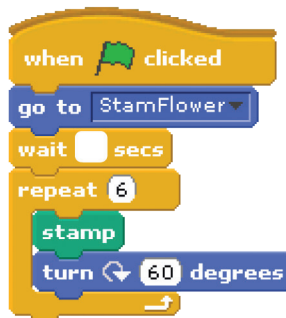 when clicked
go to StamFlower
wait secs
repeat 6
stamp
turn 60 degrees